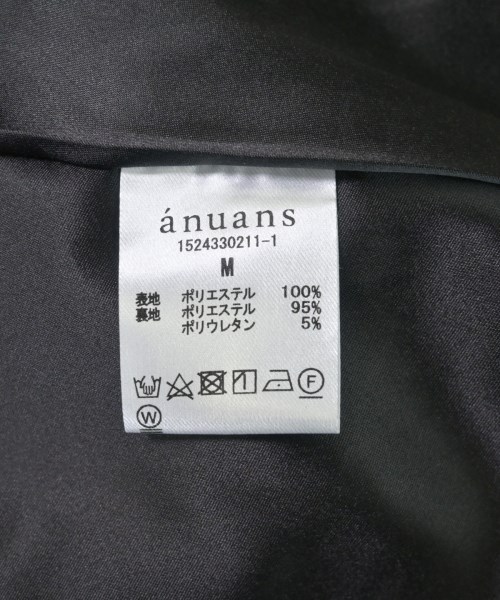 ánuans
1524330211-1
M
表地 ポリエステル 100%
裏地 ポリエステル 95%
ポリウレタン 5%
F
W